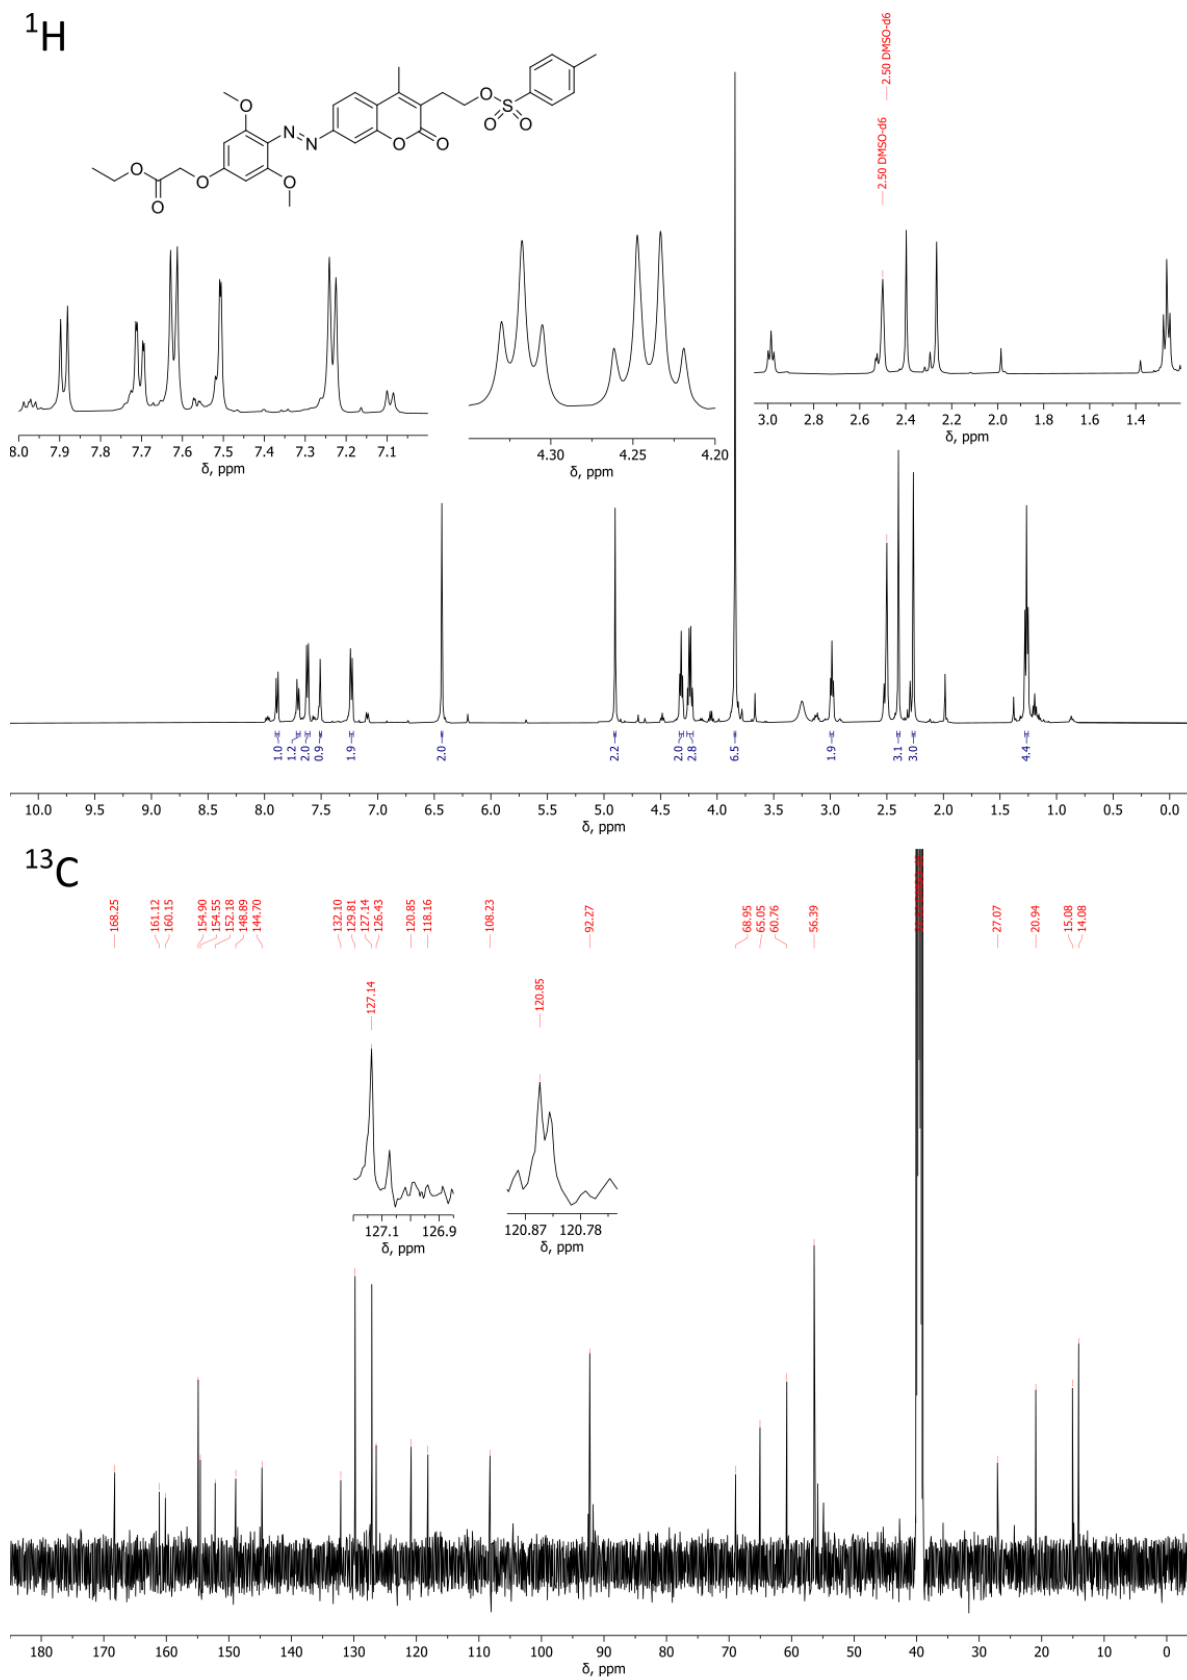 ¹H
2.50 DMSO-d6
2.50 DMSO-d6
O
N
N
O
O
O
O
O
O
O
S
O
O
O
8.0 7.9 7.8 7.7 7.6 7.5 7.4 7.3 7.2 7.1
δ, ppm
4.30 4.25 4.20
δ, ppm
3.0 2.8 2.6 2.4 2.2 2.0 1.8 1.6 1.4
δ, ppm
1.0 1.2 2.0 0.9 1.9 2.0 2.2 2.0 2.8 6.5 1.9 3.1 3.0 4.4
10.0 9.5 9.0 8.5 8.0 7.5 7.0 6.5 6.0 5.5 5.0 4.5 4.0 3.5 3.0 2.5 2.0 1.5 1.0 0.5 0.0
δ, ppm
¹³C
168.25 161.12 160.15 154.90 154.55 152.18 148.89 144.70 132.10 129.81 127.14 126.43 120.85 118.16 108.23 92.27 68.95 65.05 60.76 56.39 27.07 20.94 15.08 14.08
127.14
120.85
127.1 126.9
δ, ppm
120.87 120.78
δ, ppm
180 170 160 150 140 130 120 110 100 90 80 70 60 50 40 30 20 10 0
δ, ppm